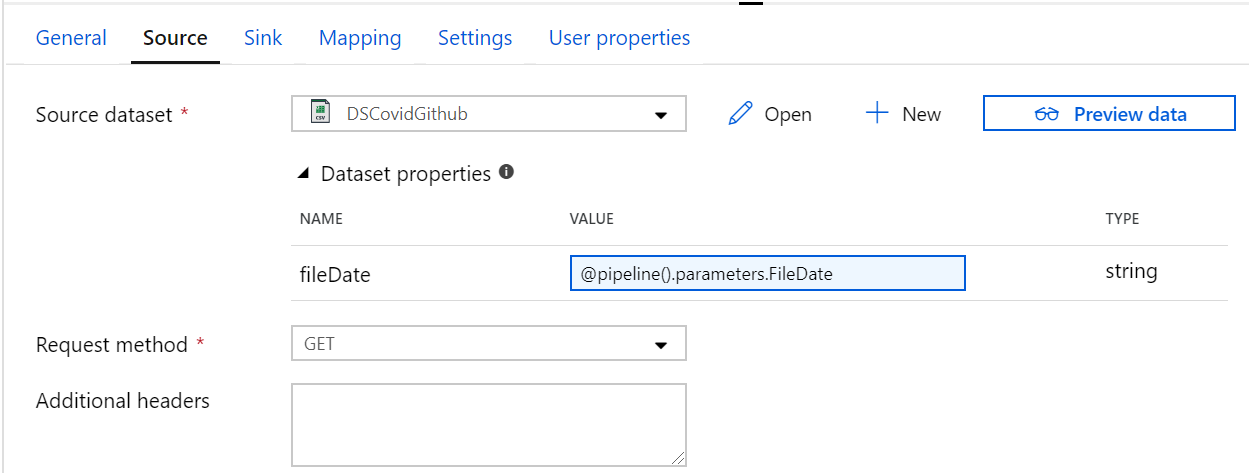 General Source Sink Mapping Settings User properties
Source dataset * CSV DSCovidGithub Open New Preview data
Dataset properties
NAME VALUE TYPE
fileDate @pipeline().parameters.FileDate string
Request method * GET
Additional headers